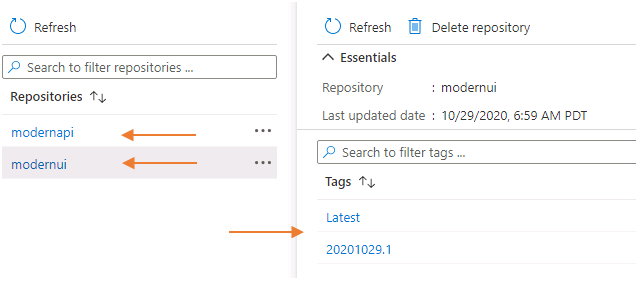 Refresh
Search to filter repositories ...
Repositories
modernapi
modernui
Refresh Delete repository
Essentials
Repository : modernui
Last updated date : 10/29/2020, 6:59 AM PDT
Search to filter tags ...
Tags
Latest
20201029.1